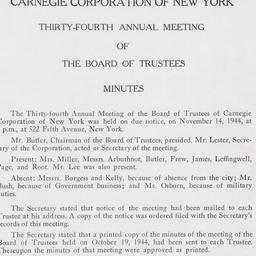 CARNEGIE CORPORATION OF NEW YORK
THIRTY-FOURTH ANNUAL MEETING
OF
THE BOARD OF TRUSTEES
MINUTES
The Thirty-fourth Annual Meeting of the Board of Trustees of Carnegie
Corporation of New York was held on due notice, on November 14, 1944, at
p.m., at 522 Fifth Avenue, New York.
Mr. Butler, Chairman of the Board of Trustees, presided. Mr. Lester, Secre-
ary of the Corporation, acted as Secretary of the meeting.
Present: Mrs. Miller, Messrs. Arbuthnot, Butler, Frew, James, Leffingwell,
Page, and Root. Mr. Lee was also present.
Absent: Messrs. Burgess and Kelly, because of absence from the city; Mr.
Bush, because of Government business; and Mr. Osborn, because of military
uties.
The Secretary stated that notice of the meeting had been mailed to each
Trustee at his address. A copy of the notice was ordered filed with the Secretary's
records of this meeting.
The Secretary stated that a printed copy of the minutes of the meeting of the
Board of Trustees held on October 19, 1944, had been sent to each Trustee.
Thereupon the minutes of that meeting were approved as printed.